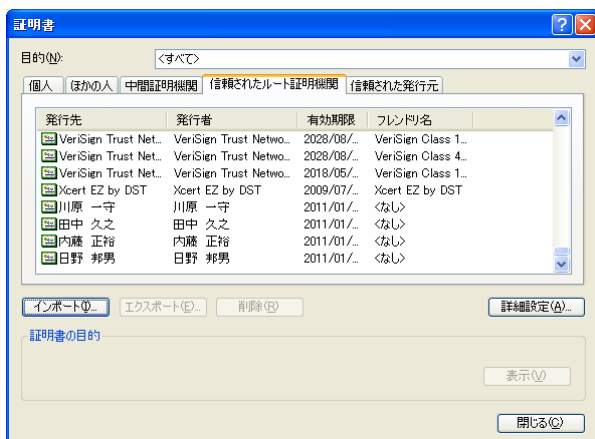 証明書
目的(N): <すべて>
個人 ほかの人 中間証明機関 信頼されたルート証明機関 信頼された発行元
発行先 発行者 有効期限 フレンドリ名
VeriSign Trust Net... VeriSign Trust Netwo... 2028/08/... VeriSign Class 1...
VeriSign Trust Net... VeriSign Trust Netwo... 2028/08/... VeriSign Class 4...
VeriSign Trust Net... VeriSign Trust Netwo... 2018/05/... VeriSign Class 1...
Xcert EZ by DST Xcert EZ by DST 2009/07/... Xcert EZ by DST
川原 一守 川原 一守 2011/01/... <なし>
田中 久之 田中 久之 2011/01/... <なし>
内藤 正裕 内藤 正裕 2011/01/... <なし>
日野 邦男 日野 邦男 2011/01/... <なし>
インポート(I)... エクスポート(E)... 削除(R) 詳細設定(A)...
証明書の目的
表示(V)
閉じる(C)